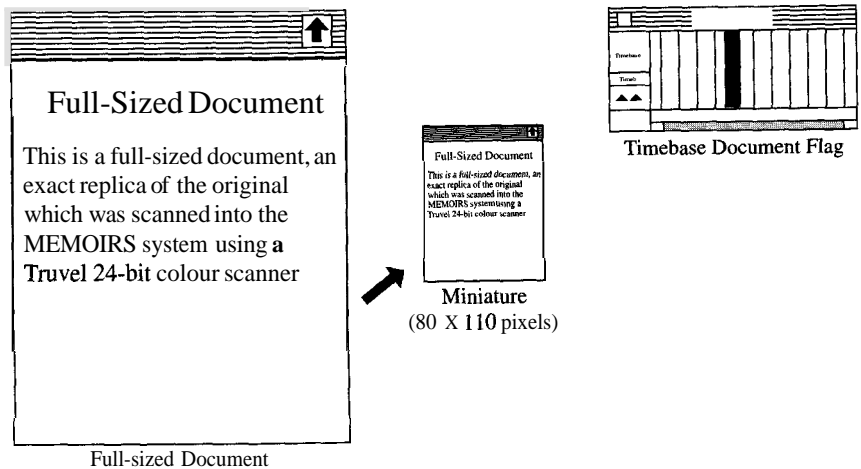 Full-Sized Document
This is a full-sized document, an
exact replica of the original
which was scanned into the
MEMOIRS system using a
Truvel 24-bit colour scanner
Full-sized Document
Full-Sized Document
This is a full-sized document, an
exact replica of the original
which was scanned into the
MEMOIRS system using a
Truvel 24-bit colour scanner
Miniature
(80 X 110 pixels)
Timebase
Timeb
Timebase Document Flag